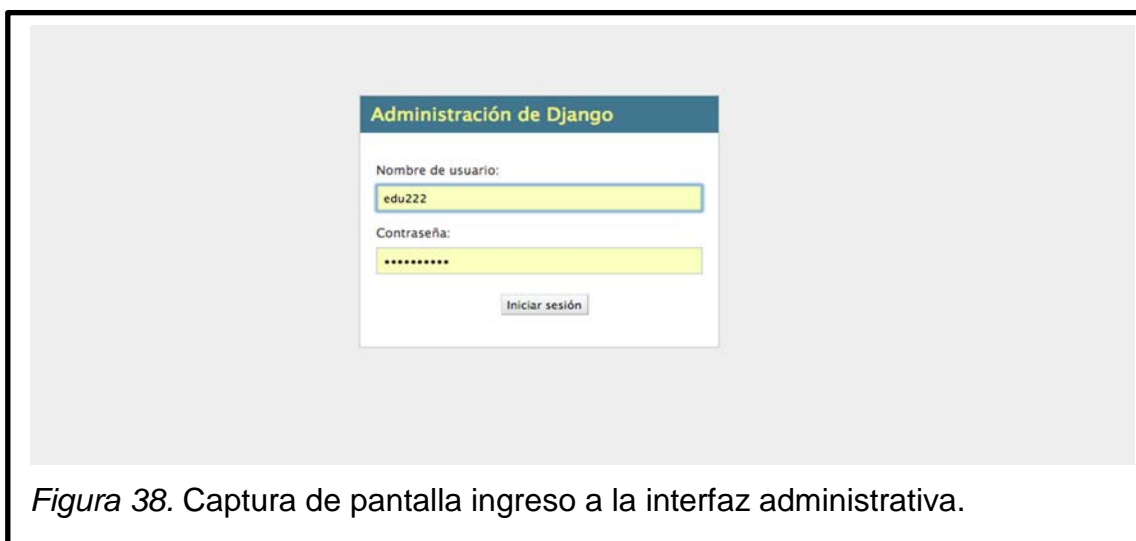 Administración de Django
Nombre de usuario:
edu222
Contraseña:
••••••••••
Iniciar sesión
Figura 38. Captura de pantalla ingreso a la interfaz administrativa.